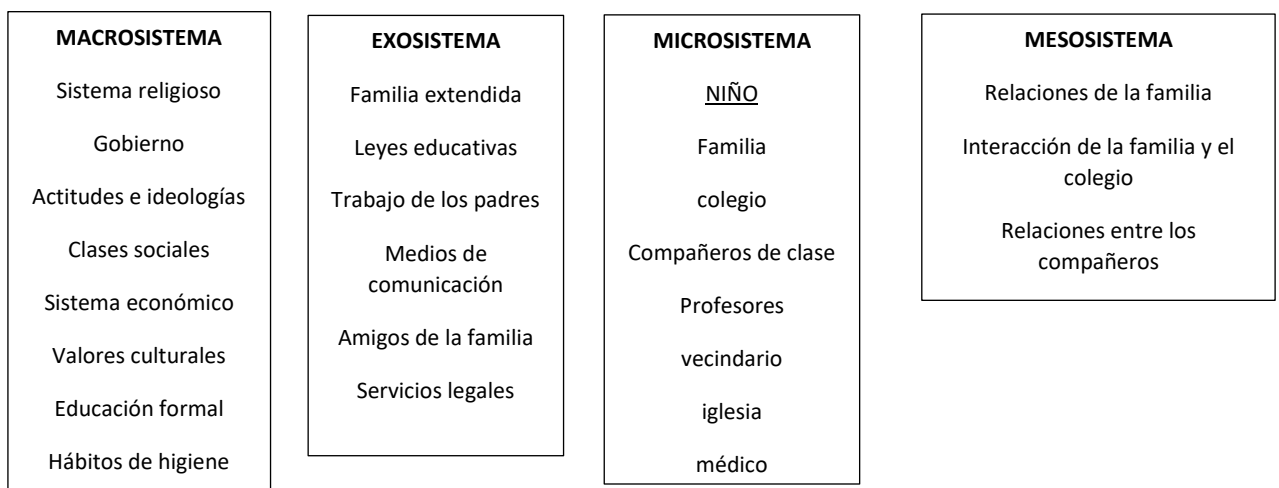 MACROSISTEMA
Sistema religioso
Gobierno
Actitudes e ideologías
Clases sociales
Sistema económico
Valores culturales
Educación formal
Hábitos de higiene
EXOSISTEMA
Familia extendida
Leyes educativas
Trabajo de los padres
Medios de
comunicación
Amigos de la familia
Servicios legales
MICROSISTEMA
NIÑO
Familia
colegio
Compañeros de clase
Profesores
vecindario
iglesia
médico
MESOSISTEMA
Relaciones de la familia
Interacción de la familia y el
colegio
Relaciones entre los
compañeros